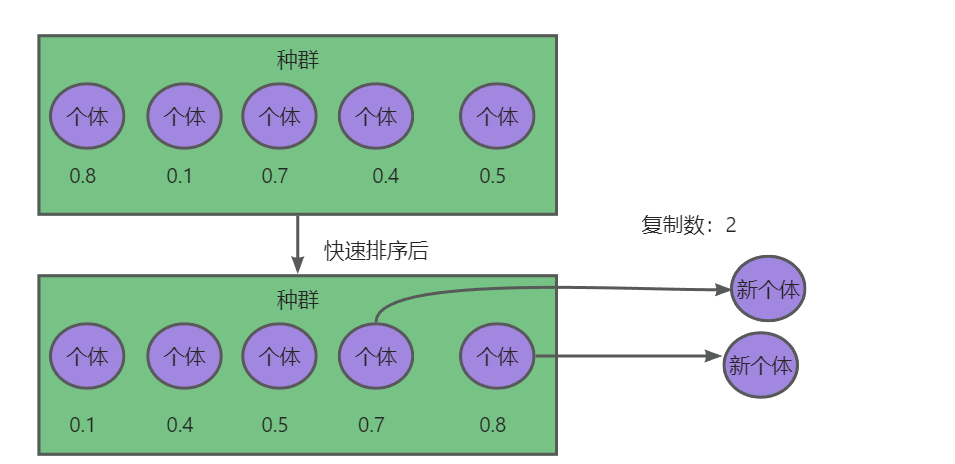 种群
个体 个体 个体 个体 个体
0.8 0.1 0.7 0.4 0.5
快速排序后
复制数：2
种群
个体 个体 个体 个体 个体
0.1 0.4 0.5 0.7 0.8
新个体
新个体